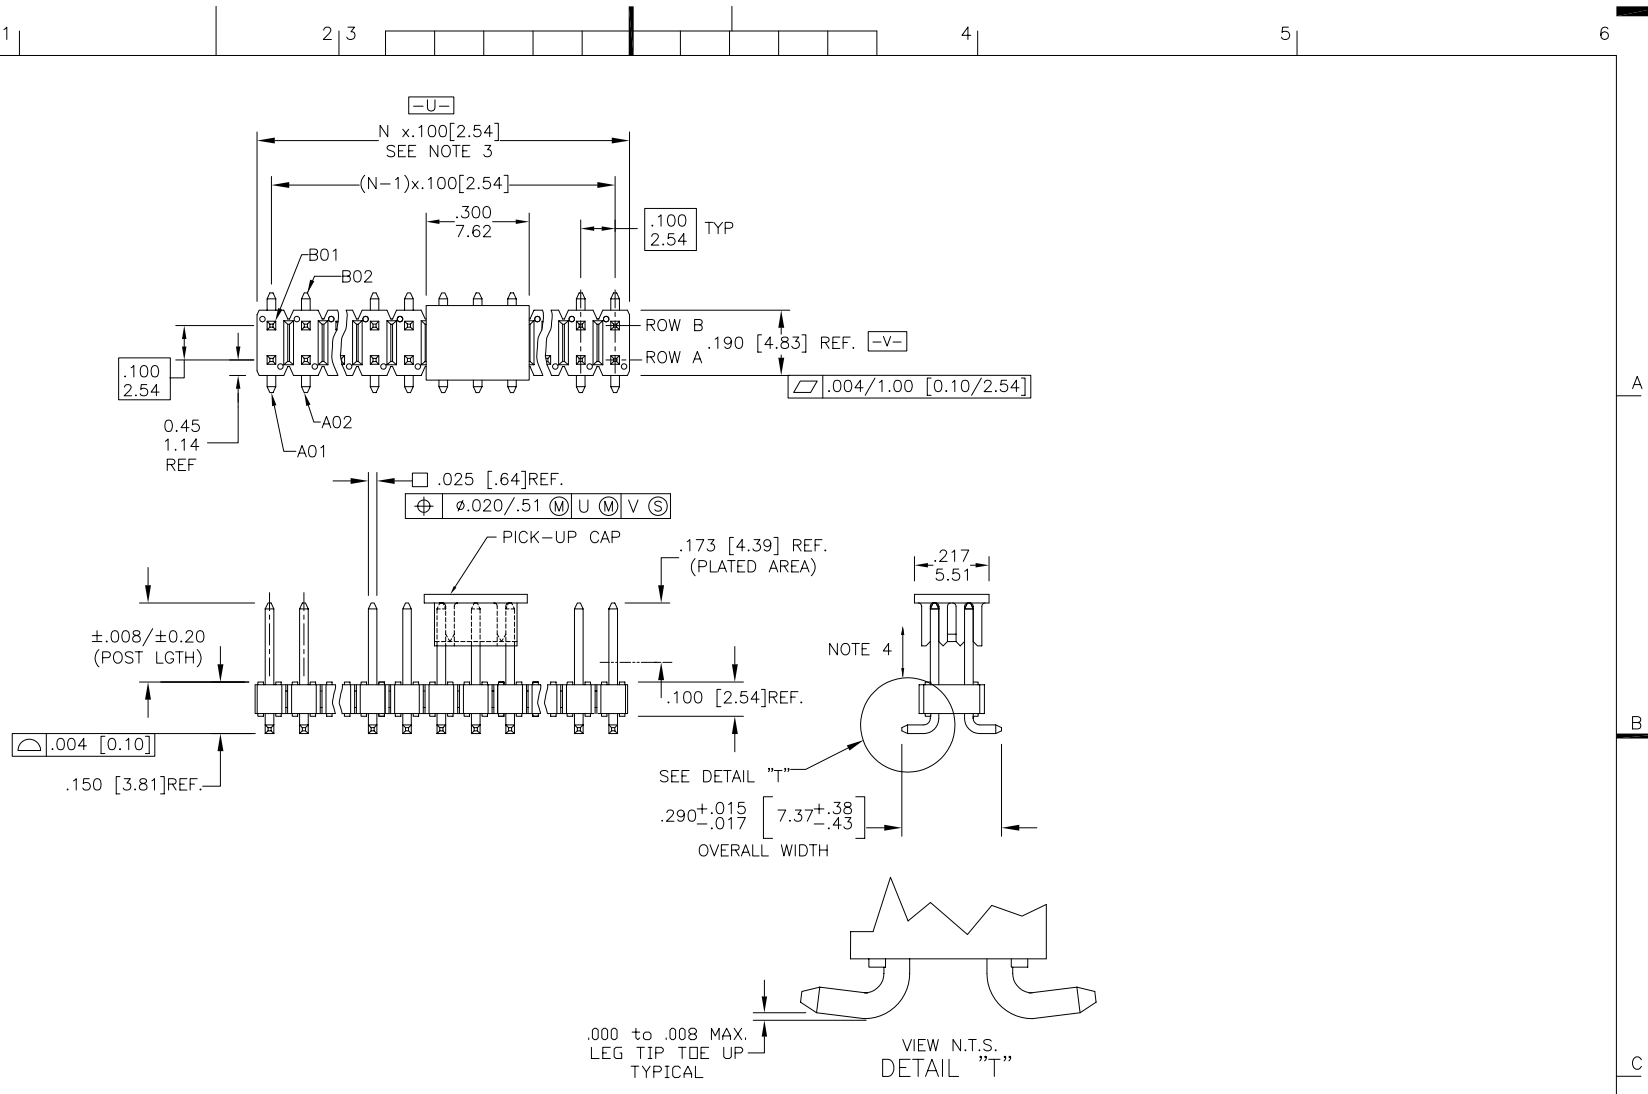 1
2
3
4
5
6
-U-
N x.100[2.54]
SEE NOTE 3
(N-1)x.100[2.54]
.300
7.62
.100
2.54
TYP
B01
B02
ROW B
ROW A
.190 [4.83] REF.
-V-
.004/1.00 [0.10/2.54]
.100
2.54
0.45
1.14
REF
A02
A01
A
.025 [.64]REF.
⌀.020/.51 Ⓜ U Ⓜ V Ⓢ
PICK-UP CAP
.173 [4.39] REF.
(PLATED AREA)
.217
5.51
±.008/±0.20
(POST LGTH)
NOTE 4
.100 [2.54]REF.
B
.004 [0.10]
.150 [3.81]REF.
SEE DETAIL "T"
.290+.015 -.017 [7.37+.38 -.43]
OVERALL WIDTH
.000 to .008 MAX.
LEG TIP TOE UP
TYPICAL
VIEW N.T.S.
DETAIL "T"
C